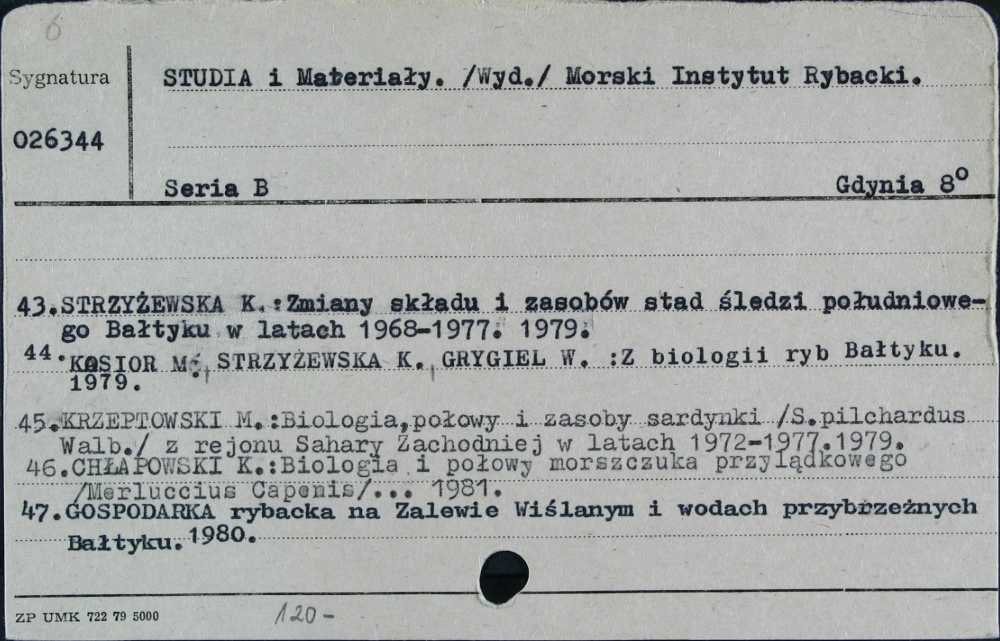 6
Sygnatura
STUDIA i Materiały. /Wyd./ Morski Instytut Rybacki.
026344
Seria B Gdynia 8°
43.STRZYŻEWSKA K.:Zmiany składu i zasobów stad śledzi południowe-
go Bałtyku w latach 1968-1977. 1979.
44. KOSIOR M., STRZYŻEWSKA K., GRYGIEL W. :Z biologii ryb Bałtyku.
1979.
45.KRZEPTOWSKI M.:Biologia,połowy i zasoby sardynki /S.pilchardus
Walb./ z rejonu Sahary Zachodniej w latach 1972-1977.1979.
46.CHŁAPOWSKI K.:Biologia i połowy morszczuka przylądkowego
/Merluccius Capenis/... 1981.
47.GOSPODARKA rybacka na Zalewie Wiślanym i wodach przybrzeżnych
Bałtyku. 1980.
ZP UMK 722 79 5000
120-